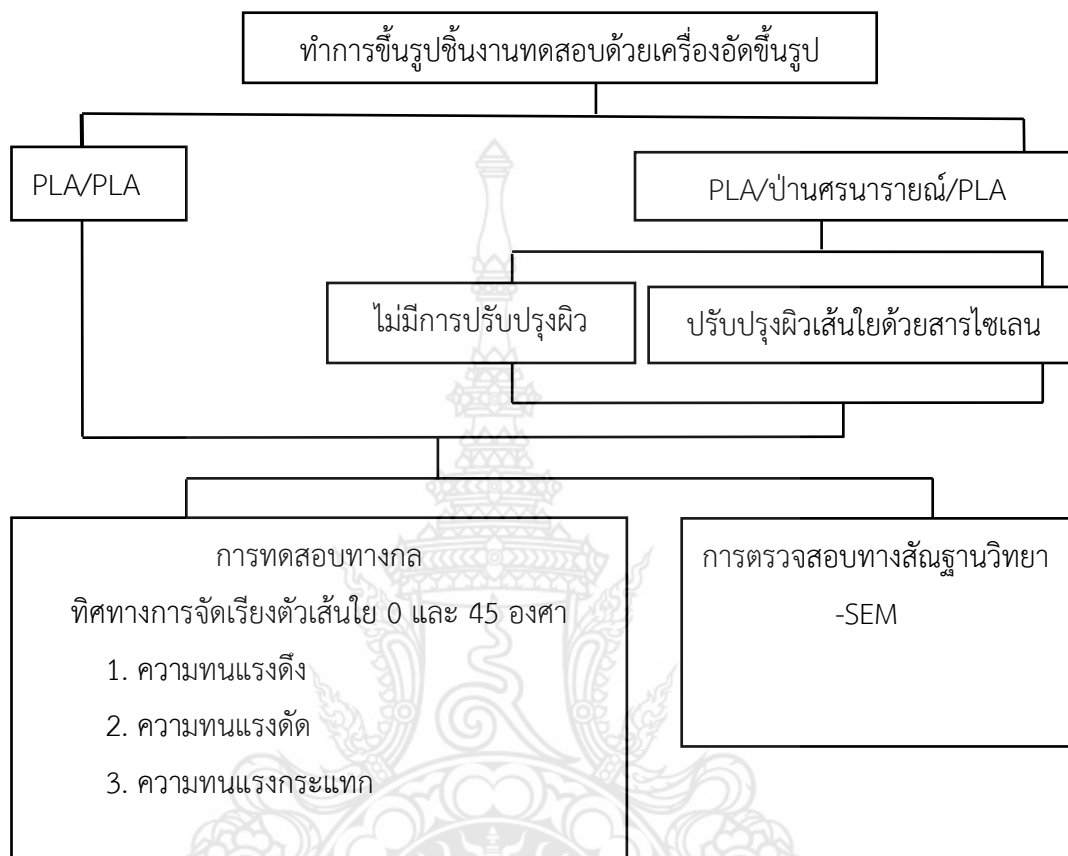 ทำการขึ้นรูปชิ้นงานทดสอบด้วยเครื่องอัดขึ้นรูป
PLA/PLA
PLA/ป่านศรนารายณ์/PLA
ไม่มีการปรับปรุงผิว
ปรับปรุงผิวเส้นใยด้วยสารไซเลน
การทดสอบทางกล
ทิศทางการจัดเรียงตัวเส้นใย 0 และ 45 องศา
1. ความทนแรงดึง
2. ความทนแรงดัด
3. ความทนแรงกระแทก
การตรวจสอบทางสัณฐานวิทยา
-SEM